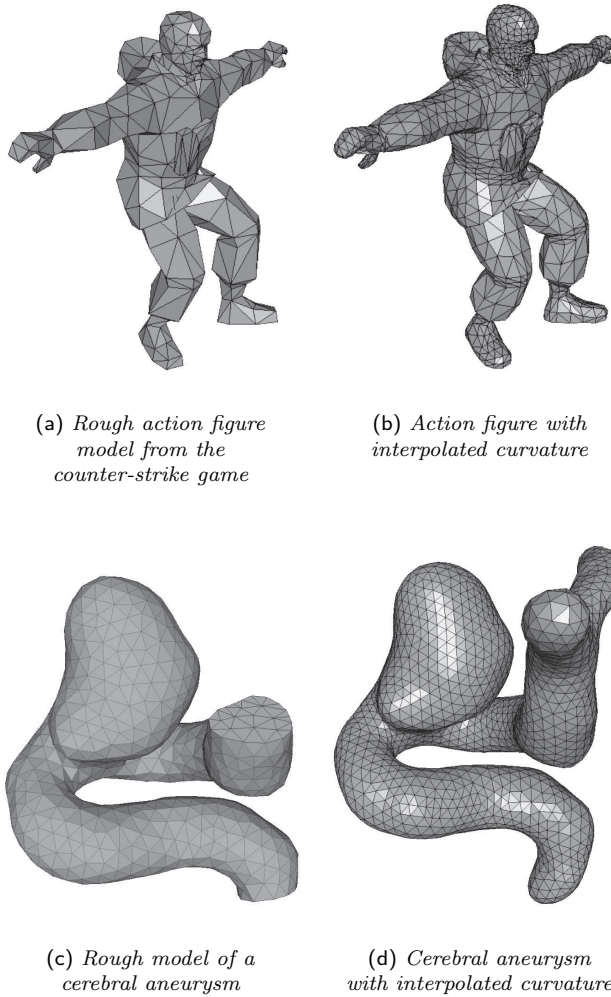 (a) Rough action figure
model from the
counter-strike game
(b) Action figure with
interpolated curvature
(c) Rough model of a
cerebral aneurysm
(d) Cerebral aneurysm
with interpolated curvature